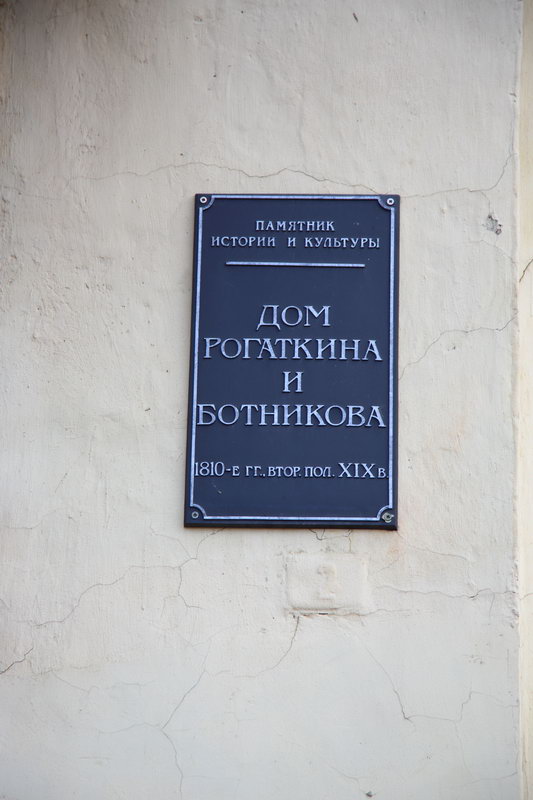 ПАМЯТНИК
ИСТОРИИ И КУЛЬТУРЫ
ДОМ
РОГАТКИНА
И
БОТНИКОВА
1810-Е ГГ., ВТОР. ПОЛ. XIX В.